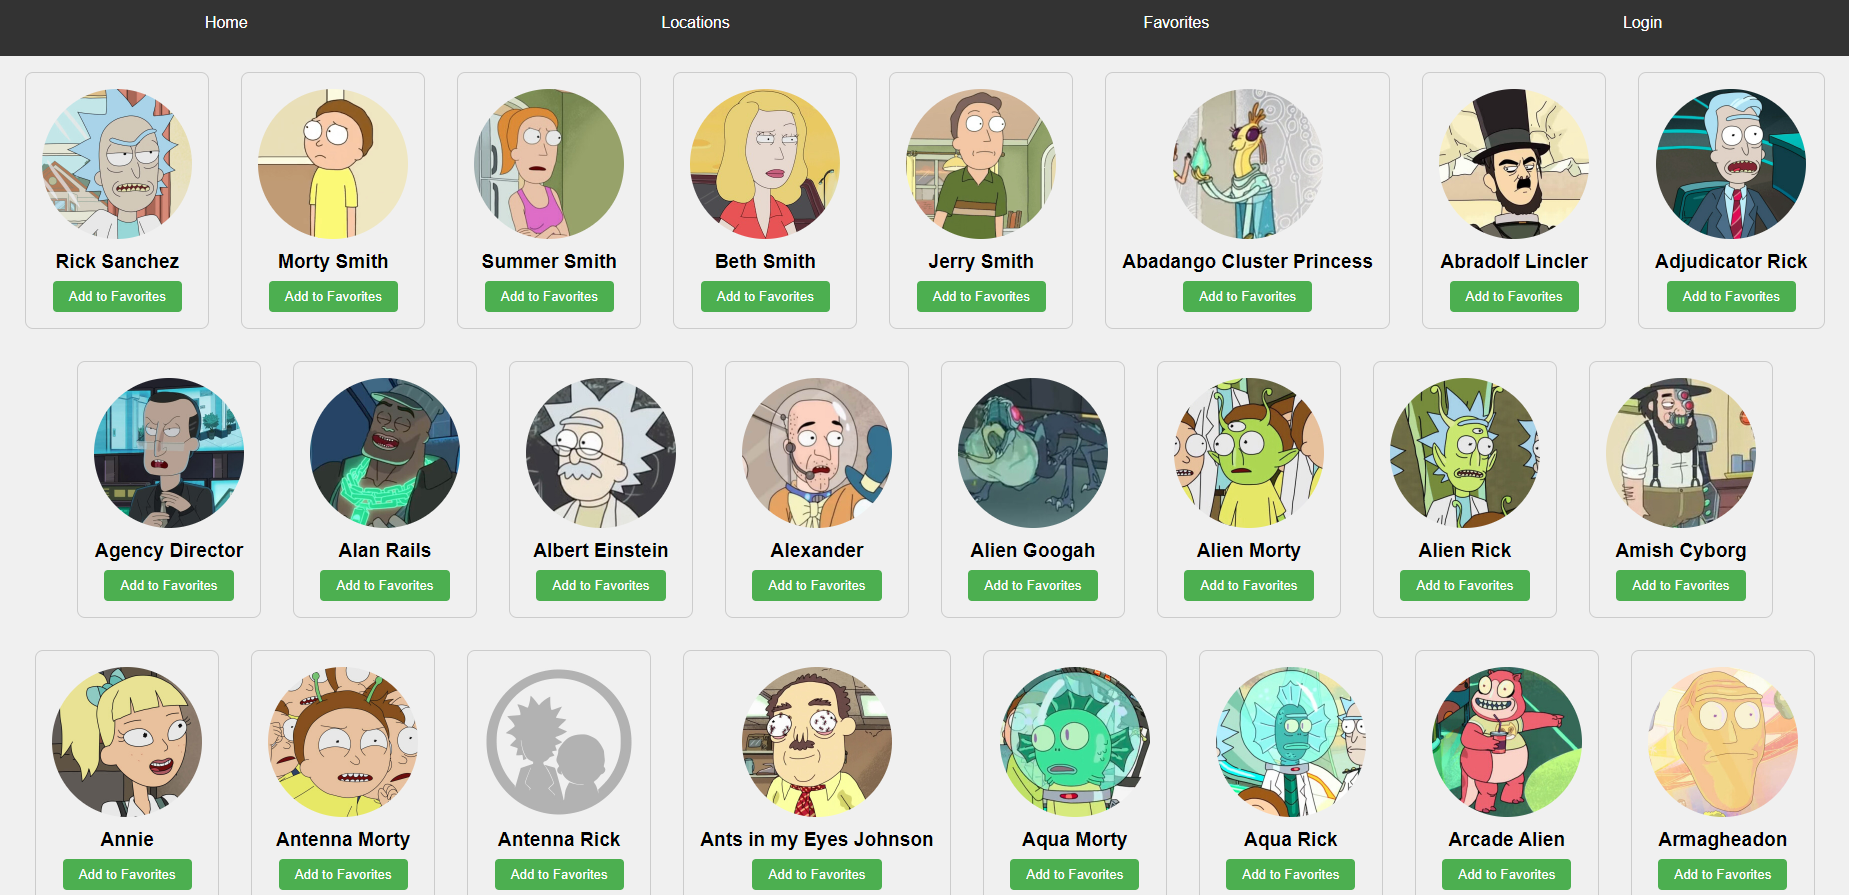 Home Locations Favorites Login
Rick Sanchez Morty Smith Summer Smith Beth Smith Jerry Smith Abadango Cluster Princess Abradolf Lincler Adjudicator Rick
Add to Favorites Add to Favorites Add to Favorites Add to Favorites Add to Favorites Add to Favorites Add to Favorites Add to Favorites
Agency Director Alan Rails Albert Einstein Alexander Alien Googah Alien Morty Alien Rick Amish Cyborg
Add to Favorites Add to Favorites Add to Favorites Add to Favorites Add to Favorites Add to Favorites Add to Favorites Add to Favorites
Annie Antenna Morty Antenna Rick Ants in my Eyes Johnson Aqua Morty Aqua Rick Arcade Alien Armagheadon
Add to Favorites Add to Favorites Add to Favorites Add to Favorites Add to Favorites Add to Favorites Add to Favorites Add to Favorites